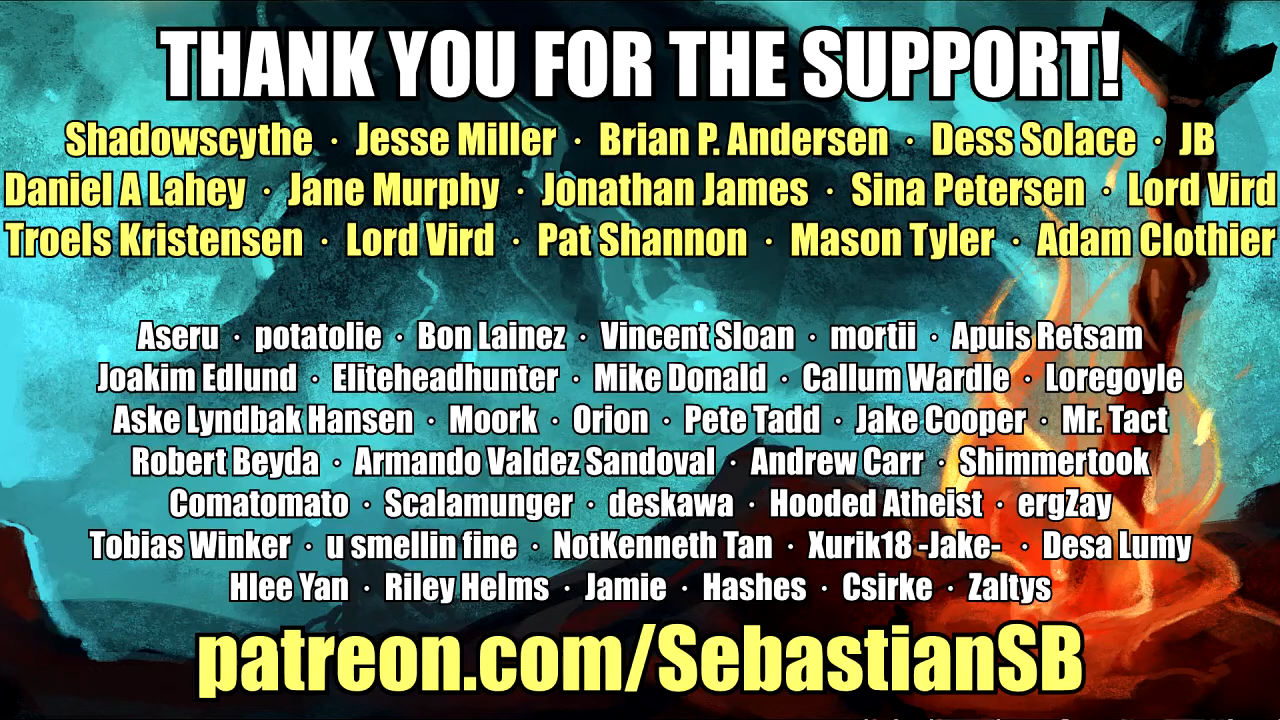 THANK YOU FOR THE SUPPORT!
Shadowscythe · Jesse Miller · Brian P. Andersen · Dess Solace · JB
Daniel A Lahey · Jane Murphy · Jonathan James · Sina Petersen · Lord Vird
Troels Kristensen · Lord Vird · Pat Shannon · Mason Tyler · Adam Clothier
Aseru · potatolie · Bon Lainez · Vincent Sloan · mortii · Apuis Retsam
Joakim Edlund · Eliteheadhunter · Mike Donald · Callum Wardle · Loregoyle
Aske Lyndbak Hansen · Moork · Orion · Pete Tadd · Jake Cooper · Mr. Tact
Robert Beyda · Armando Valdez Sandoval · Andrew Carr · Shimmertook
Comatomato · Scalamunger · deskawa · Hooded Atheist · ergZay
Tobias Winker · u smellin fine · NotKenneth Tan · Xurik18 -Jake- · Desa Lumy
Hlee Yan · Riley Helms · Jamie · Hashes · Csirke · Zaltys
patreon.com/SebastianSB